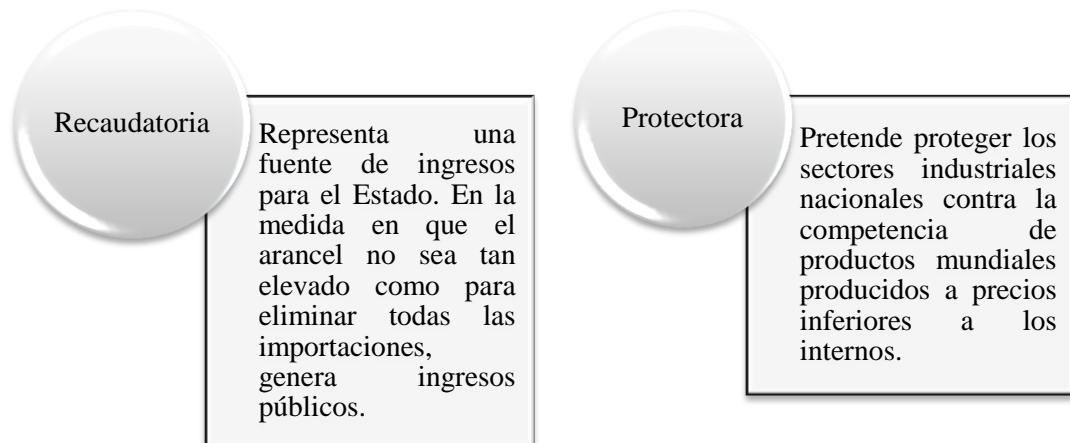 Recaudatoria
Representa una
fuente de ingresos
para el Estado. En la
medida en que el
arancel no sea tan
elevado como para
eliminar todas las
importaciones,
genera ingresos
públicos.
Protectora
Pretende proteger los
sectores industriales
nacionales contra la
competencia de
productos mundiales
producidos a precios
inferiores a los
internos.